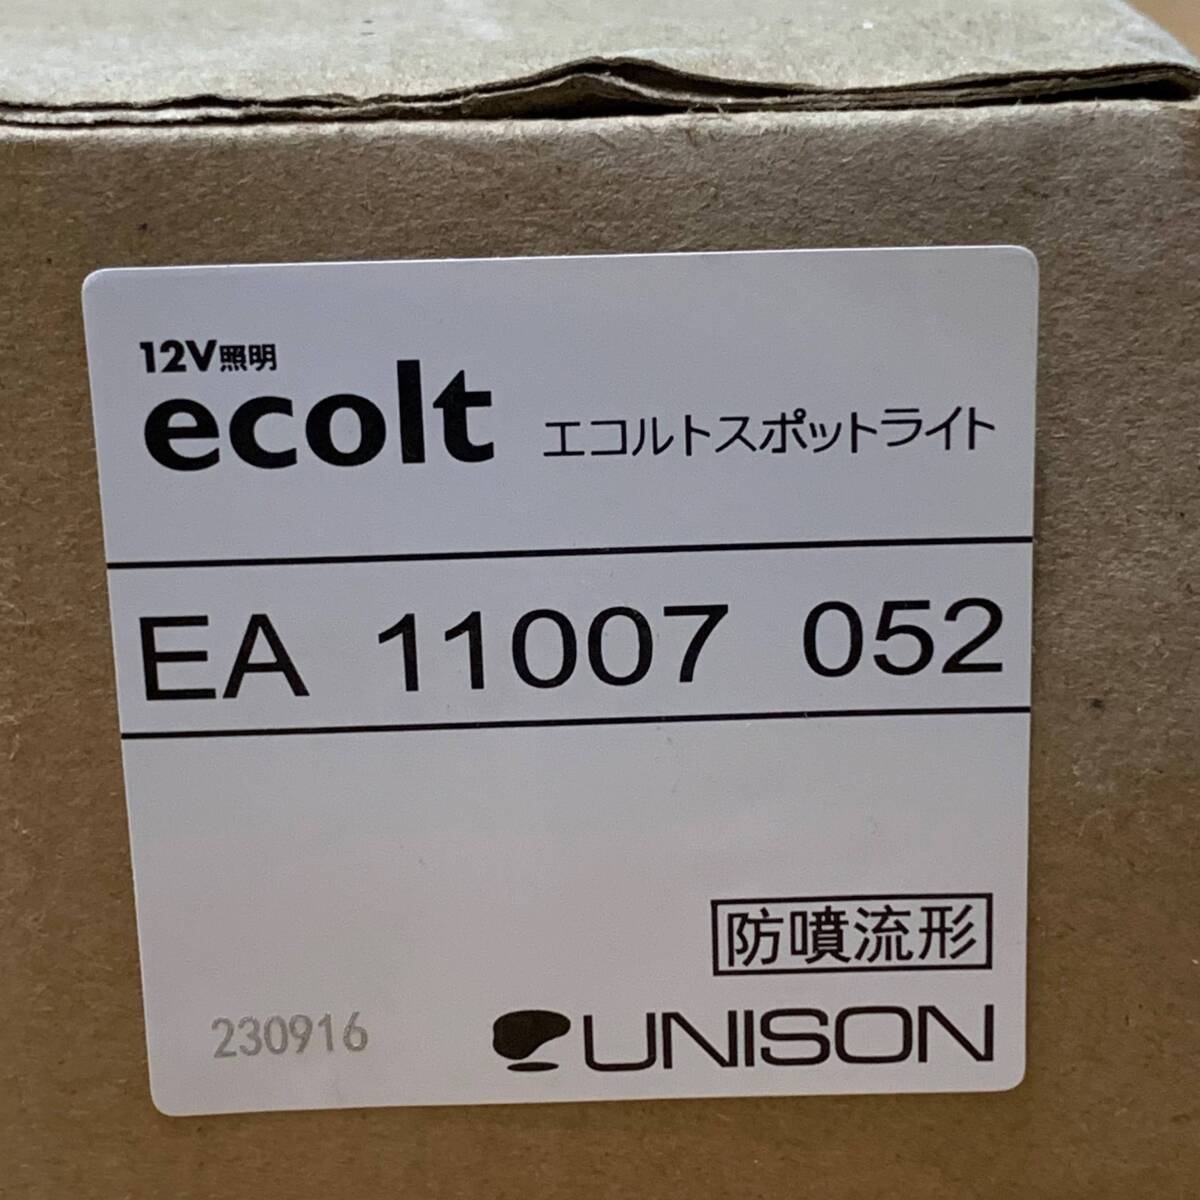 12V照明
ecolt エコルトスポットライト
EA 11007 052
防噴流形
230916 UNISON